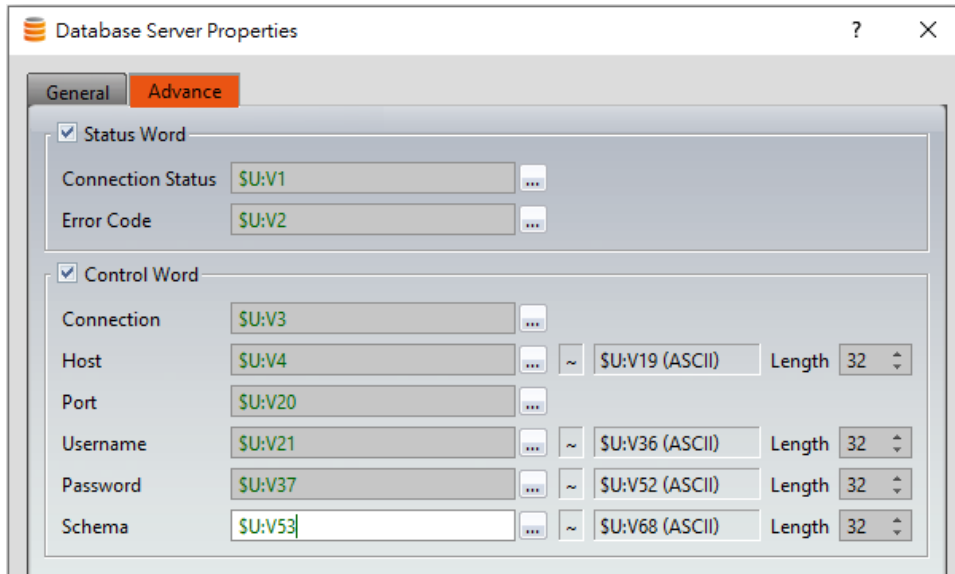 Database Server Properties ? ×
General Advance
Status Word
Connection Status $U:V1 ...
Error Code $U:V2 ...
Control Word
Connection $U:V3 ...
Host $U:V4 ... ~ $U:V19 (ASCII) Length 32
Port $U:V20 ...
Username $U:V21 ... ~ $U:V36 (ASCII) Length 32
Password $U:V37 ... ~ $U:V52 (ASCII) Length 32
Schema $U:V53 ... ~ $U:V68 (ASCII) Length 32